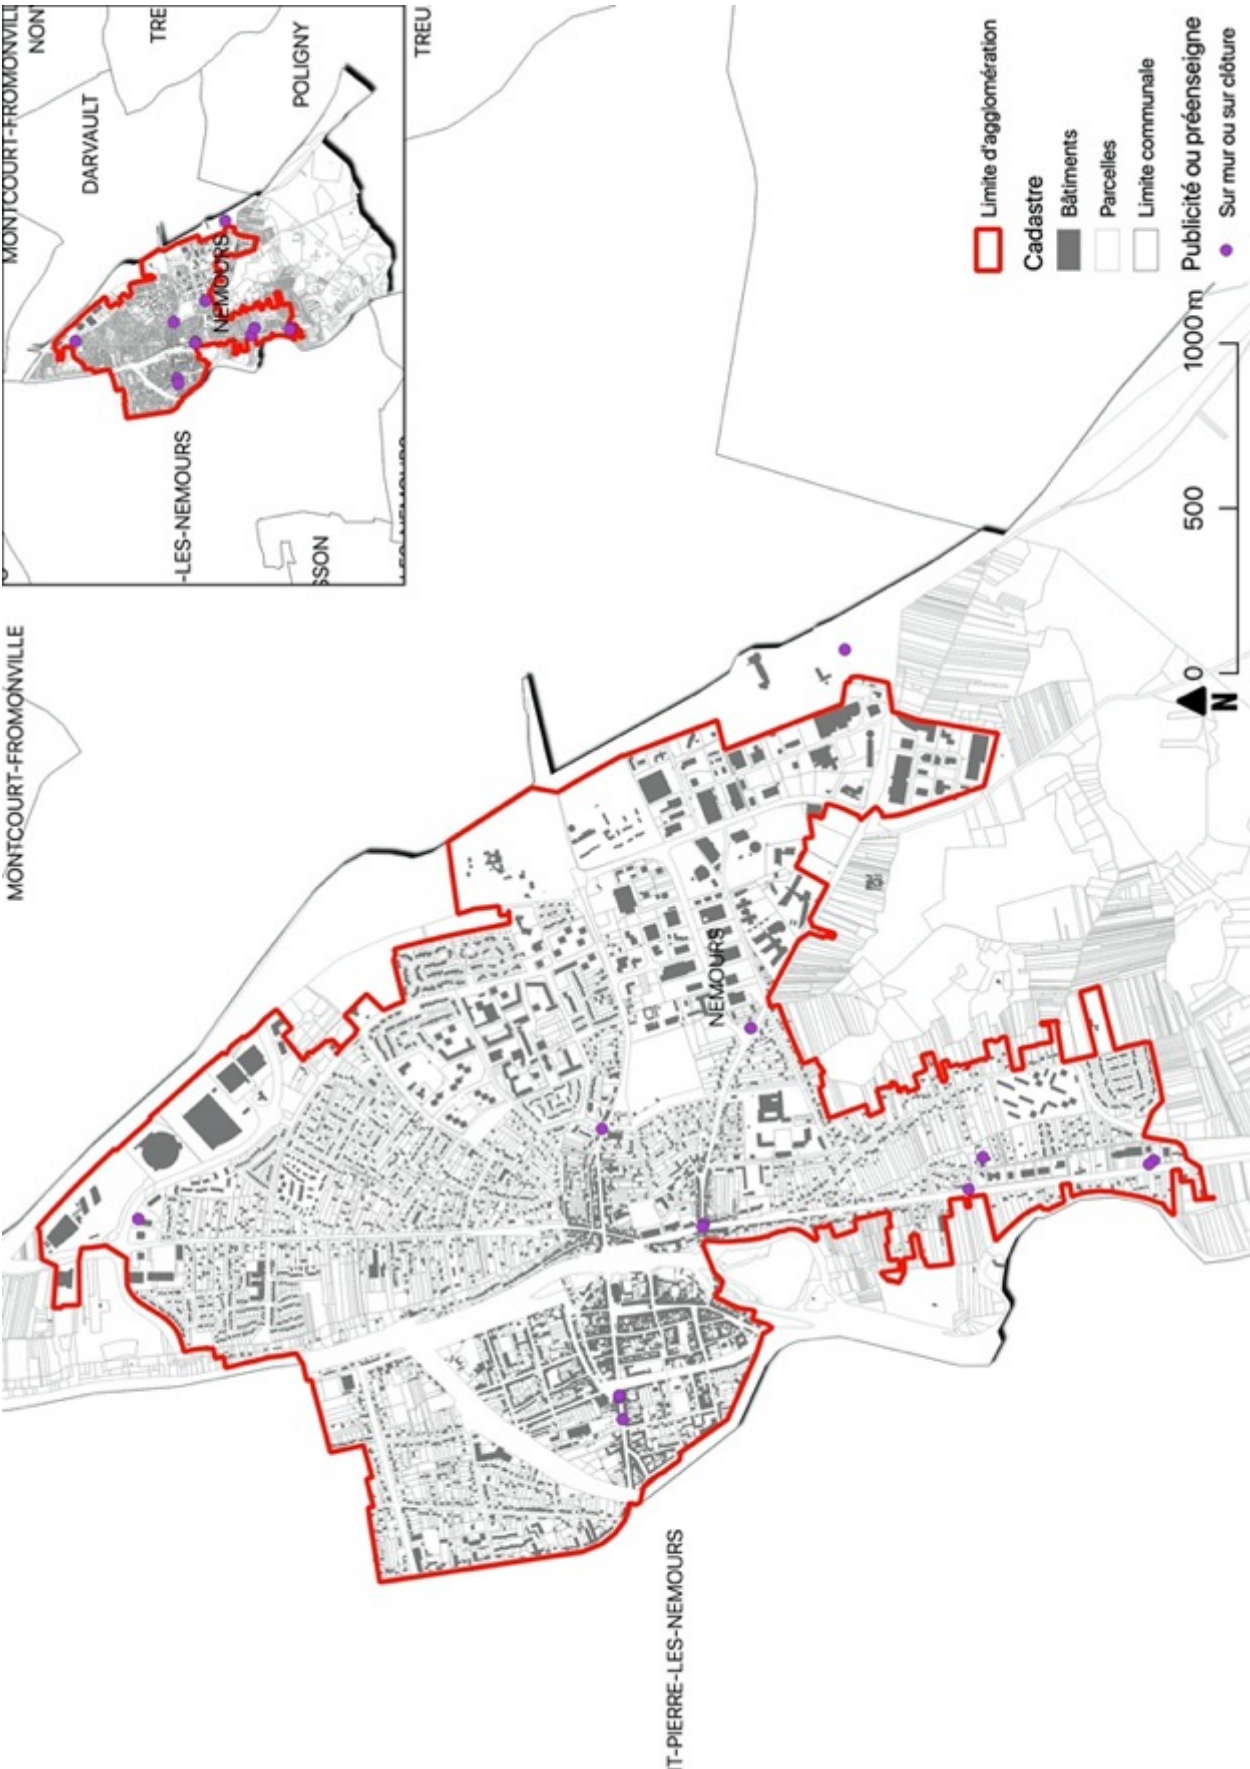 MONTCOURT-FROMONVILLE
NON
TRE
DARVAULT
POLIGNY
TREU
NEMOURS
-LES-NEMOURS
SSON
MONTCOURT-FROMONVILLE
NEMOURS
IT-PIERRE-LES-NEMOURS
Limite d'agglomération
Cadastre
Bâtiments
Parcelles
Limite communale
Publicité ou préenseigne
Sur mur ou sur clôture
0 500 1000 m
N